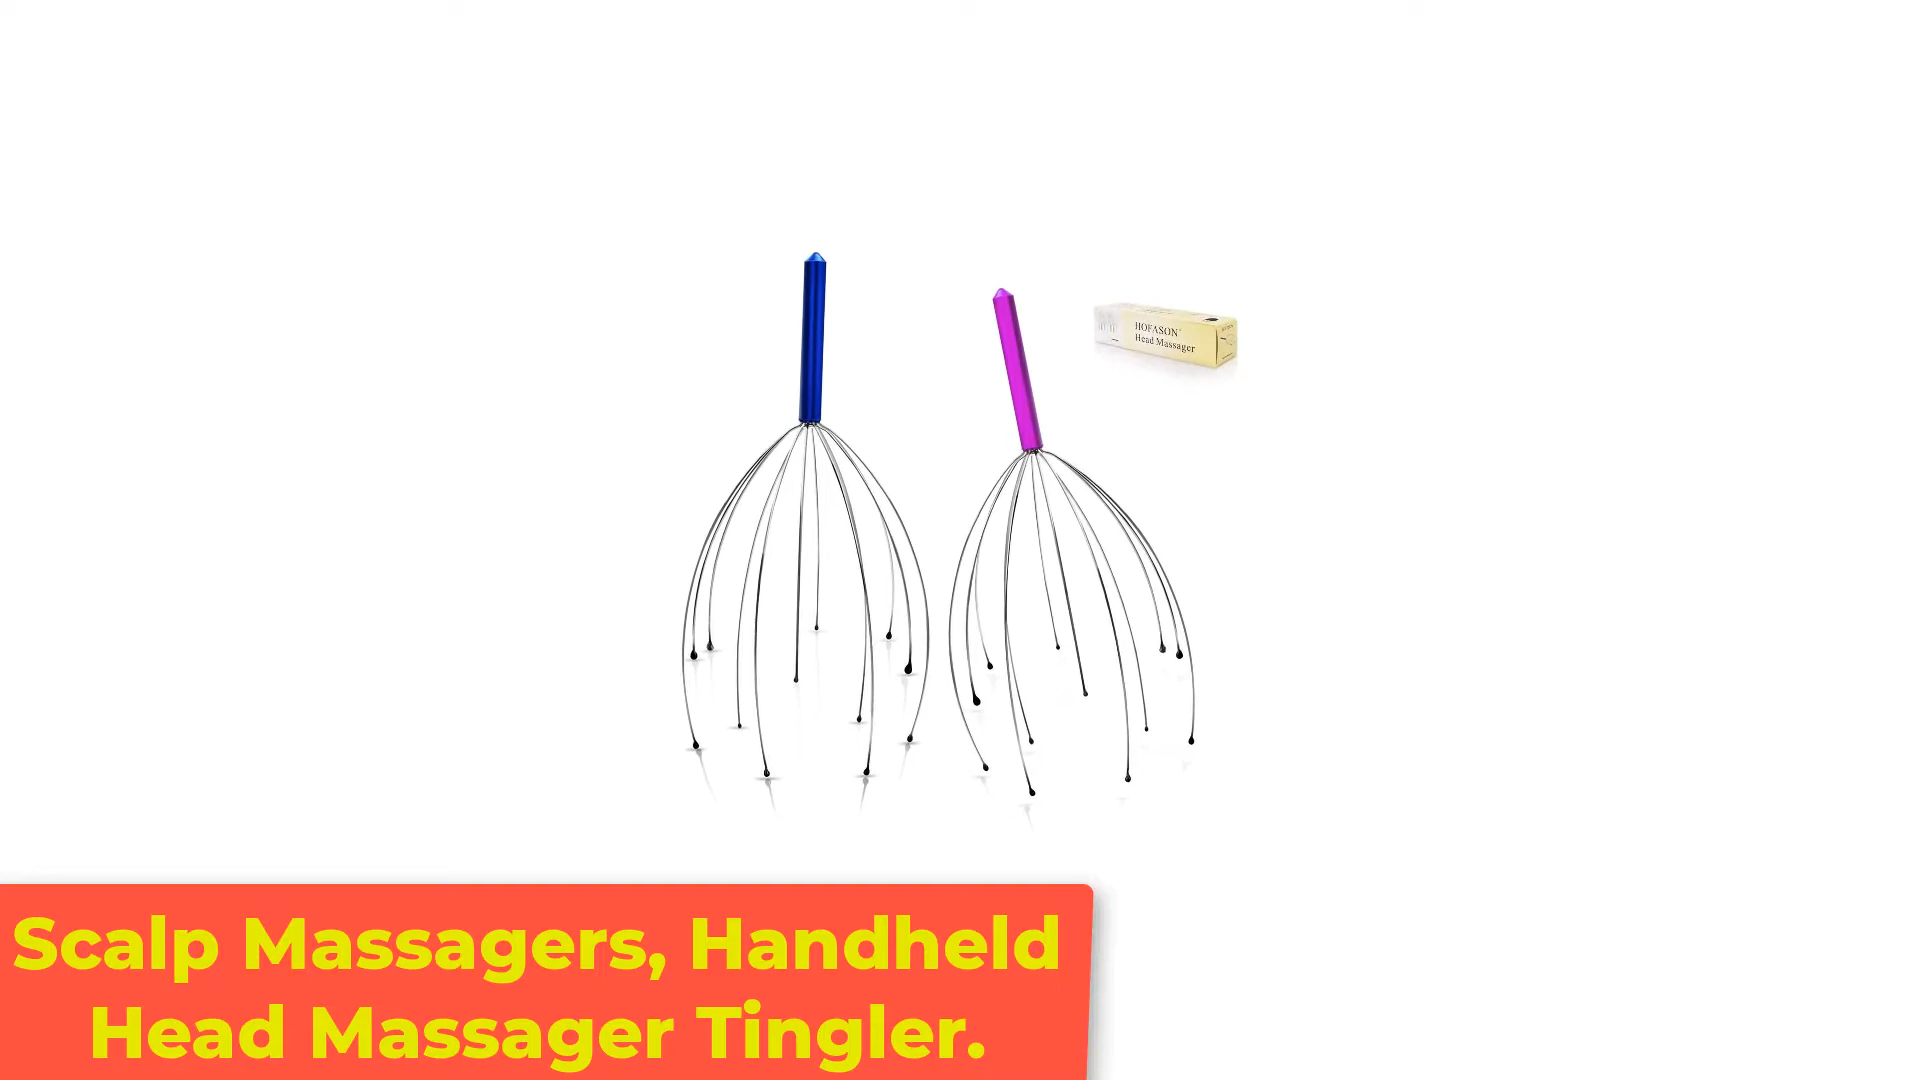 HOFASON
Head Massager
Scalp Massagers, Handheld
Head Massager Tingler.